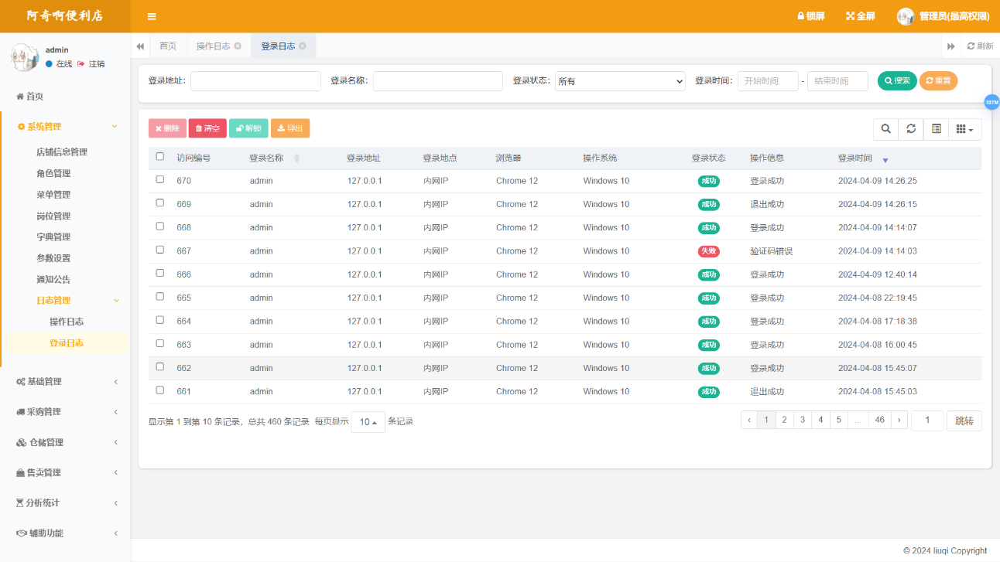 阿奇啊便利店
锁屏 全屏 管理员(最高权限)
admin
在线 注销
首页 操作日志 登录日志 刷新
首页
系统管理
店铺信息管理
角色管理
菜单管理
岗位管理
字典管理
参数设置
通知公告
日志管理
操作日志
登录日志
基础管理
采购管理
仓储管理
售卖管理
分析统计
辅助功能
登录地址： 登录名称： 登录状态： 所有 登录时间： 开始时间 - 结束时间 搜索 重置
107M
删除 清空 解锁 导出
访问编号 登录名称 登录地址 登录地点 浏览器 操作系统 登录状态 操作信息 登录时间
670 admin 127.0.0.1 内网IP Chrome 12 Windows 10 成功 登录成功 2024-04-09 14:26:25
669 admin 127.0.0.1 内网IP Chrome 12 Windows 10 成功 退出成功 2024-04-09 14:26:15
668 admin 127.0.0.1 内网IP Chrome 12 Windows 10 成功 登录成功 2024-04-09 14:14:07
667 admin 127.0.0.1 内网IP Chrome 12 Windows 10 失败 验证码错误 2024-04-09 14:14:03
666 admin 127.0.0.1 内网IP Chrome 12 Windows 10 成功 登录成功 2024-04-09 12:40:14
665 admin 127.0.0.1 内网IP Chrome 12 Windows 10 成功 登录成功 2024-04-08 22:19:45
664 admin 127.0.0.1 内网IP Chrome 12 Windows 10 成功 登录成功 2024-04-08 17:18:38
663 admin 127.0.0.1 内网IP Chrome 12 Windows 10 成功 登录成功 2024-04-08 16:00:45
662 admin 127.0.0.1 内网IP Chrome 12 Windows 10 成功 登录成功 2024-04-08 15:45:07
661 admin 127.0.0.1 内网IP Chrome 12 Windows 10 成功 退出成功 2024-04-08 15:45:03
显示第 1 到第 10 条记录，总共 460 条记录 每页显示 10 条记录 ‹ 1 2 3 4 5 ... 46 › 1 跳转
© 2024 liuqi Copyright